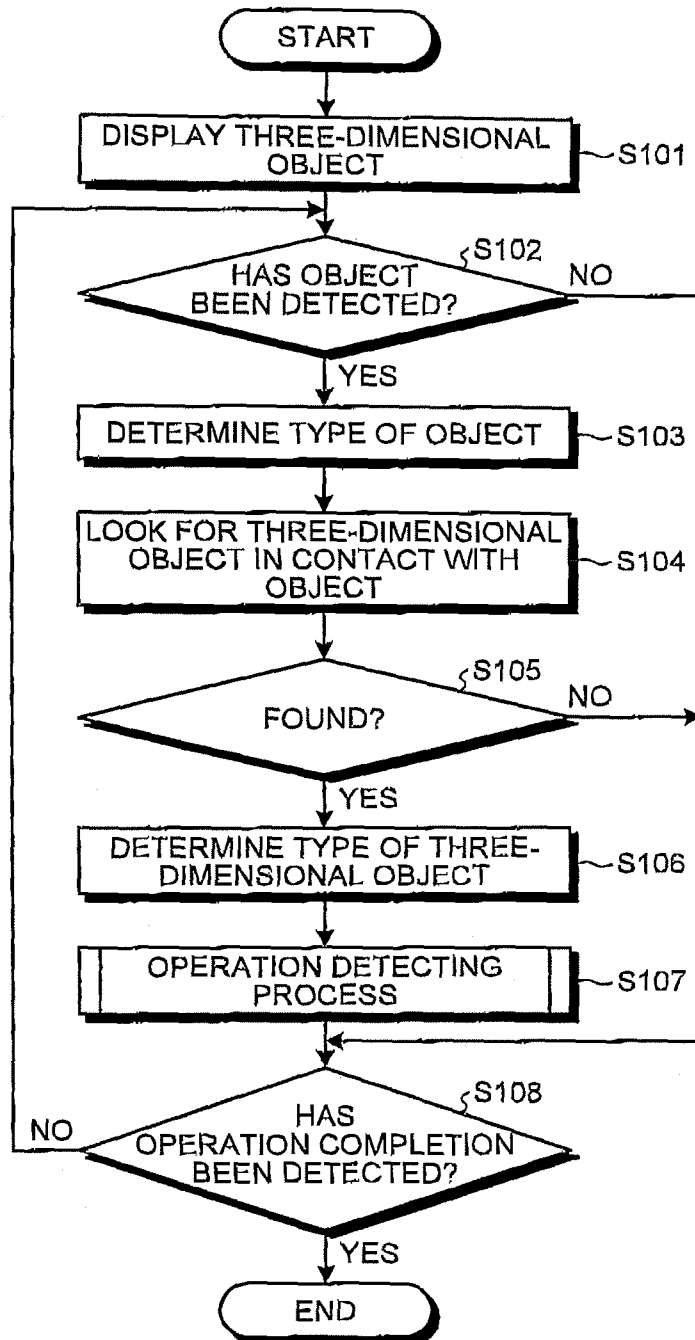 START
DISPLAY THREE-DIMENSIONAL
OBJECT
S101
S102
HAS OBJECT
BEEN DETECTED?
NO
YES
DETERMINE TYPE OF OBJECT
S103
LOOK FOR THREE-DIMENSIONAL
OBJECT IN CONTACT WITH
OBJECT
S104
S105
FOUND?
NO
YES
DETERMINE TYPE OF THREE-
DIMENSIONAL OBJECT
S106
OPERATION DETECTING
PROCESS
S107
S108
HAS
OPERATION COMPLETION
BEEN DETECTED?
NO
YES
END